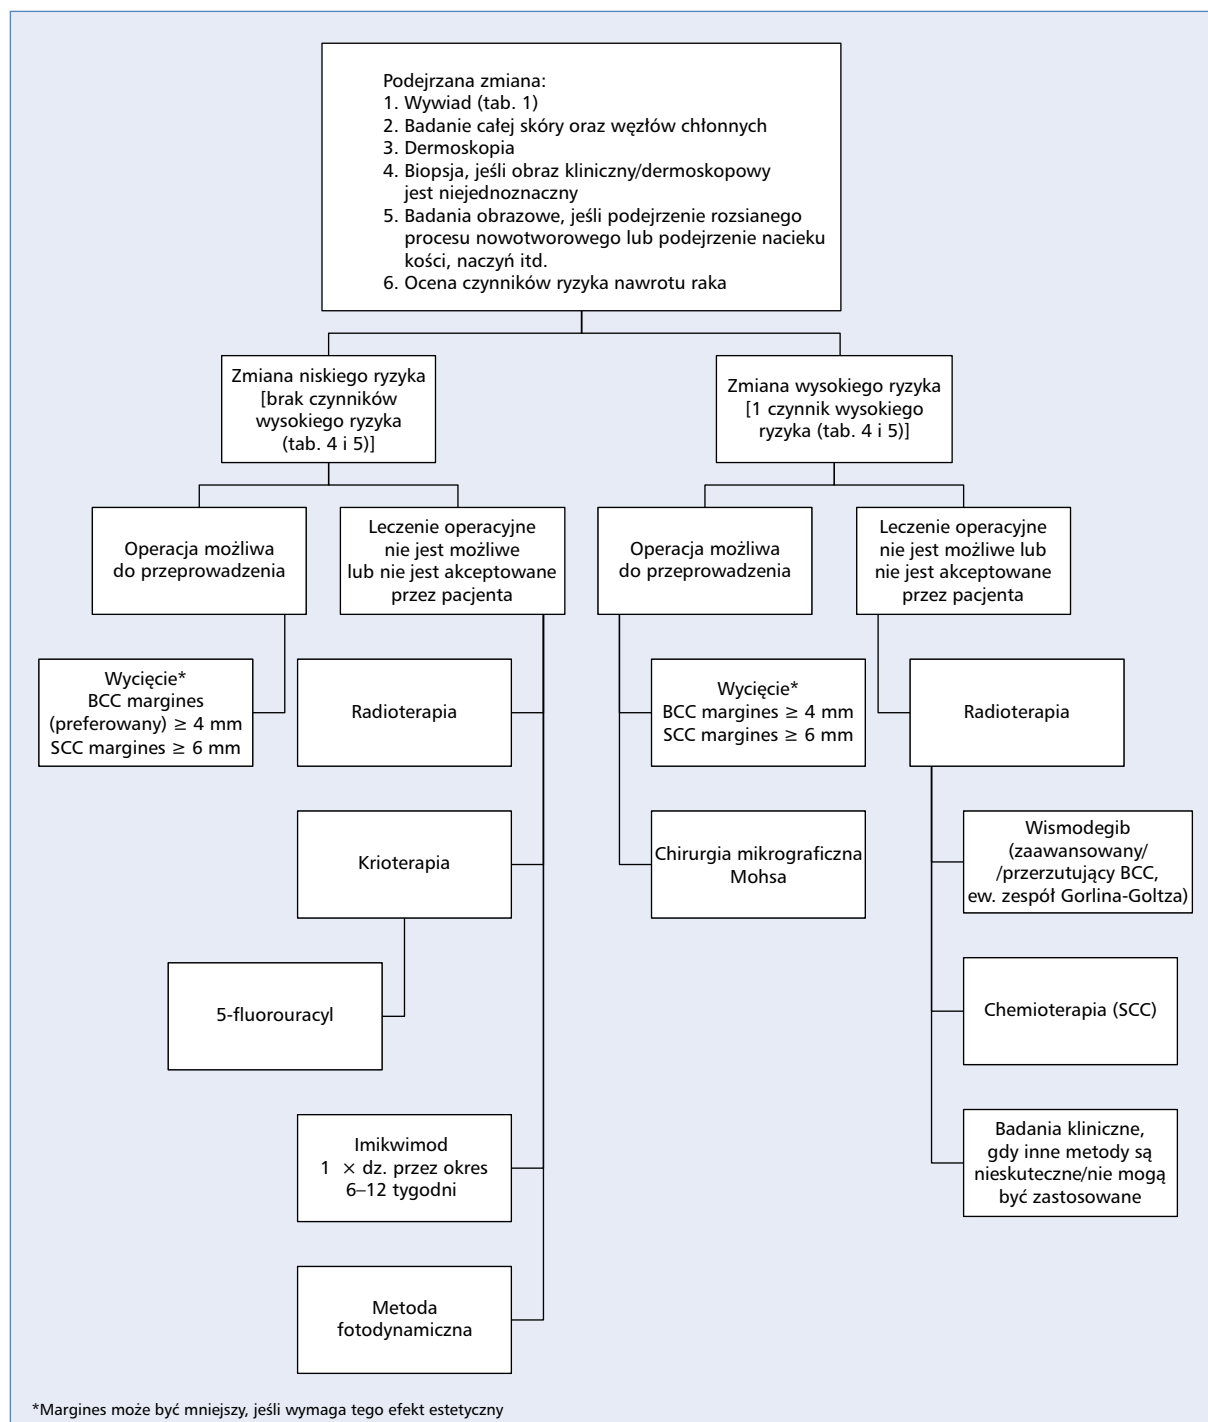 Podejrzana zmiana:
1. Wywiad (tab. 1)
2. Badanie całej skóry oraz węzłów chłonnych
3. Dermoskopia
4. Biopsja, jeśli obraz kliniczny/dermoskopowy
jest niejednoznaczny
5. Badania obrazowe, jeśli podejrzenie rozsianego
procesu nowotworowego lub podejrzenie nacieku
kości, naczyń itd.
6. Ocena czynników ryzyka nawrotu raka
Zmiana niskiego ryzyka
[brak czynników
wysokiego ryzyka
(tab. 4 i 5)]
Zmiana wysokiego ryzyka
[1 czynnik wysokiego
ryzyka (tab. 4 i 5)]
Operacja możliwa
do przeprowadzenia
Leczenie operacyjne
nie jest możliwe
lub nie jest akceptowane
przez pacjenta
Operacja możliwa
do przeprowadzenia
Leczenie operacyjne
nie jest możliwe lub
nie jest akceptowane
przez pacjenta
Wycięcie*
BCC margines
(preferowany) ≥ 4 mm
SCC margines ≥ 6 mm
Radioterapia
Wycięcie*
BCC margines ≥ 4 mm
SCC margines ≥ 6 mm
Radioterapia
Krioterapia
Chirurgia mikrograficzna
Mohsa
Wismodegib
(zaawansowany/
/przerzutujący BCC,
ew. zespół Gorlina-Goltza)
5-fluorouracyl
Chemioterapia (SCC)
Imikwimod
1 × dz. przez okres
6–12 tygodni
Badania kliniczne,
gdy inne metody są
nieskuteczne/nie mogą
być zastosowane
Metoda
fotodynamiczna
*Margines może być mniejszy, jeśli wymaga tego efekt estetyczny